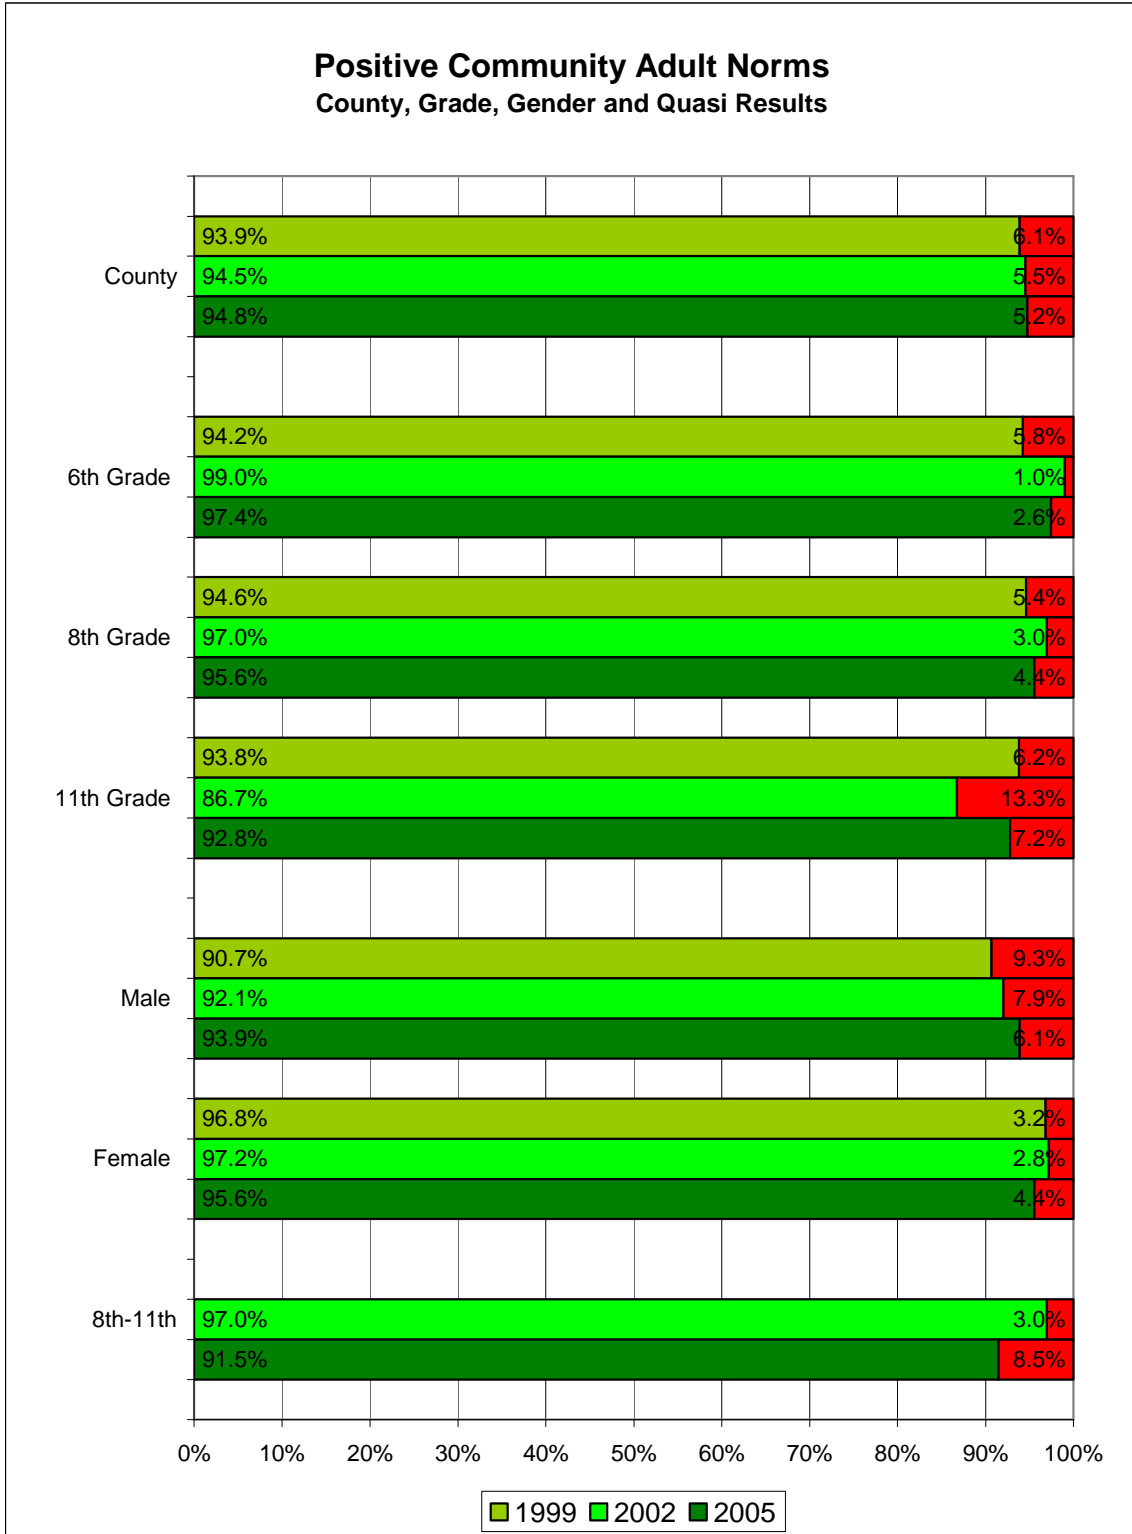 Positive Community Adult Norms
County, Grade, Gender and Quasi Results
93.9% 6.1%
County 94.5% 5.5%
94.8% 5.2%
94.2% 5.8%
6th Grade 99.0% 1.0%
97.4% 2.6%
94.6% 5.4%
8th Grade 97.0% 3.0%
95.6% 4.4%
93.8% 6.2%
11th Grade 86.7% 13.3%
92.8% 7.2%
90.7% 9.3%
Male 92.1% 7.9%
93.9% 6.1%
96.8% 3.2%
Female 97.2% 2.8%
95.6% 4.4%
8th-11th 97.0% 3.0%
91.5% 8.5%
0% 10% 20% 30% 40% 50% 60% 70% 80% 90% 100%
1999 2002 2005